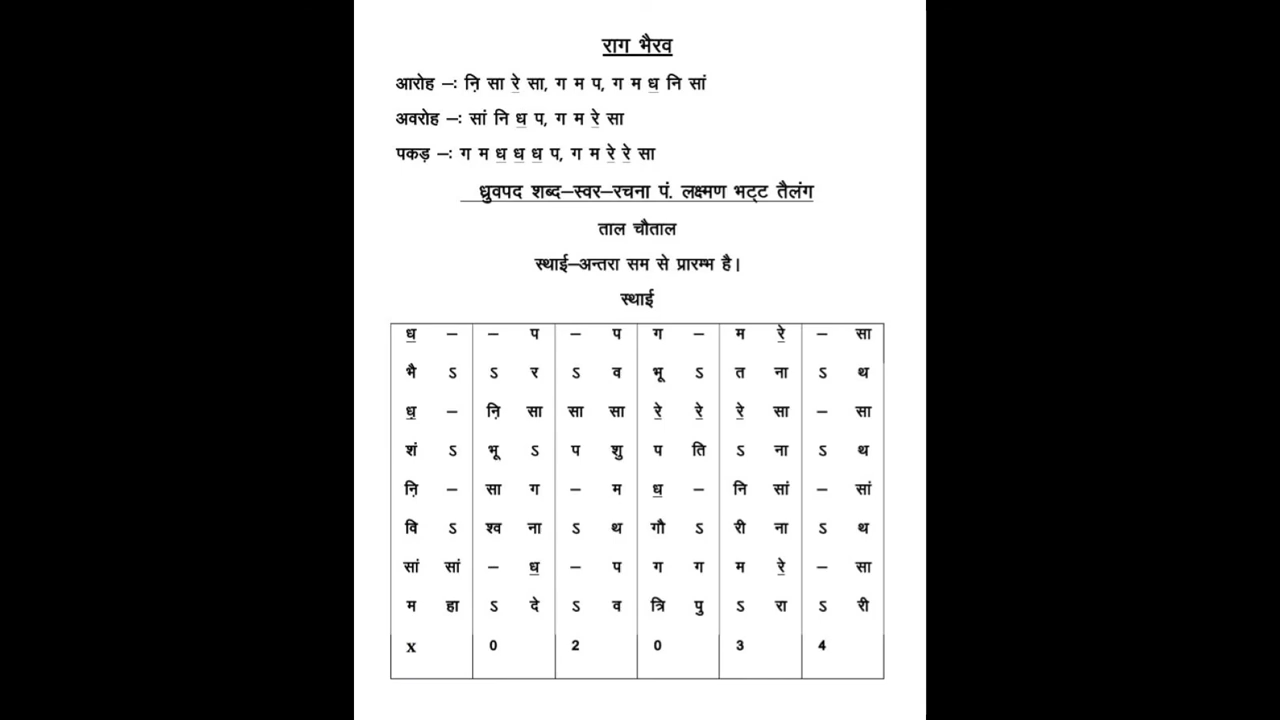 राग भैरव
आरोह –: ऩि सा रे॒ सा, ग म प, ग म ध॒ नि सां
अवरोह –: सां नि ध॒ प, ग म रे॒ सा
पकड़ –: ग म ध॒ ध॒ ध॒ प, ग म रे॒ रे॒ सा
ध्रुवपद शब्द–स्वर–रचना पं. लक्ष्मण भट्ट तैलंग
ताल चौताल
स्थाई–अन्तरा सम से प्रारम्भ है।
स्थाई
ध॒ – – प – प ग – म रे॒ – सा
भै ऽ ऽ र ऽ व भू ऽ त ना ऽ थ
ध़॒ – ऩि सा सा सा रे॒ रे॒ रे॒ सा – सा
शं ऽ भू ऽ प शु प ति ऽ ना ऽ थ
ऩि – सा ग – म ध॒ – नि सां – सां
वि ऽ श्व ना ऽ थ गौ ऽ री ना ऽ थ
सां सां – ध॒ – प ग ग म रे॒ – सा
म हा ऽ दे ऽ व त्रि पु ऽ रा ऽ री
x 0 2 0 3 4